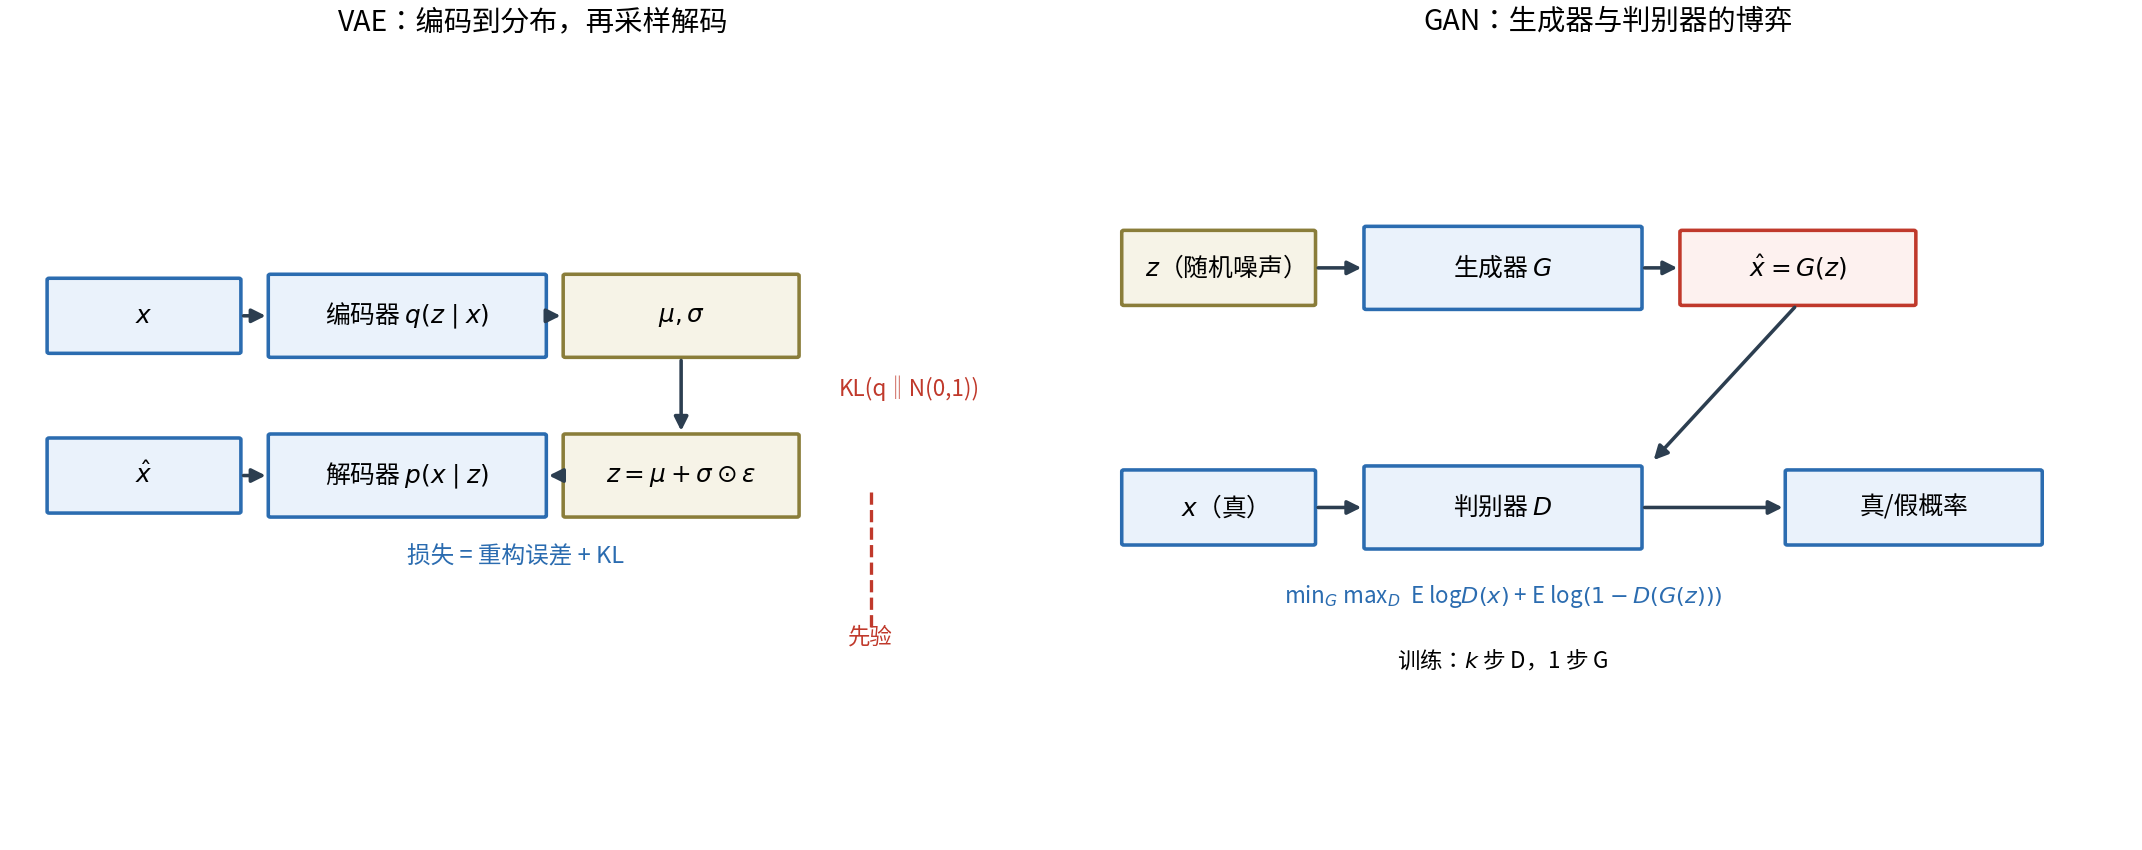 VAE：编码到分布，再采样解码
x
编码器 q(z | x)
μ, σ
KL(q ∥ N(0,1))
x̂
解码器 p(x | z)
z = μ + σ ⊙ ε
损失 = 重构误差 + KL
先验
GAN：生成器与判别器的博弈
z（随机噪声）
生成器 G
x̂ = G(z)
x（真）
判别器 D
真/假概率
min_G max_D E logD(x) + E log(1 − D(G(z)))
训练：k 步 D，1 步 G